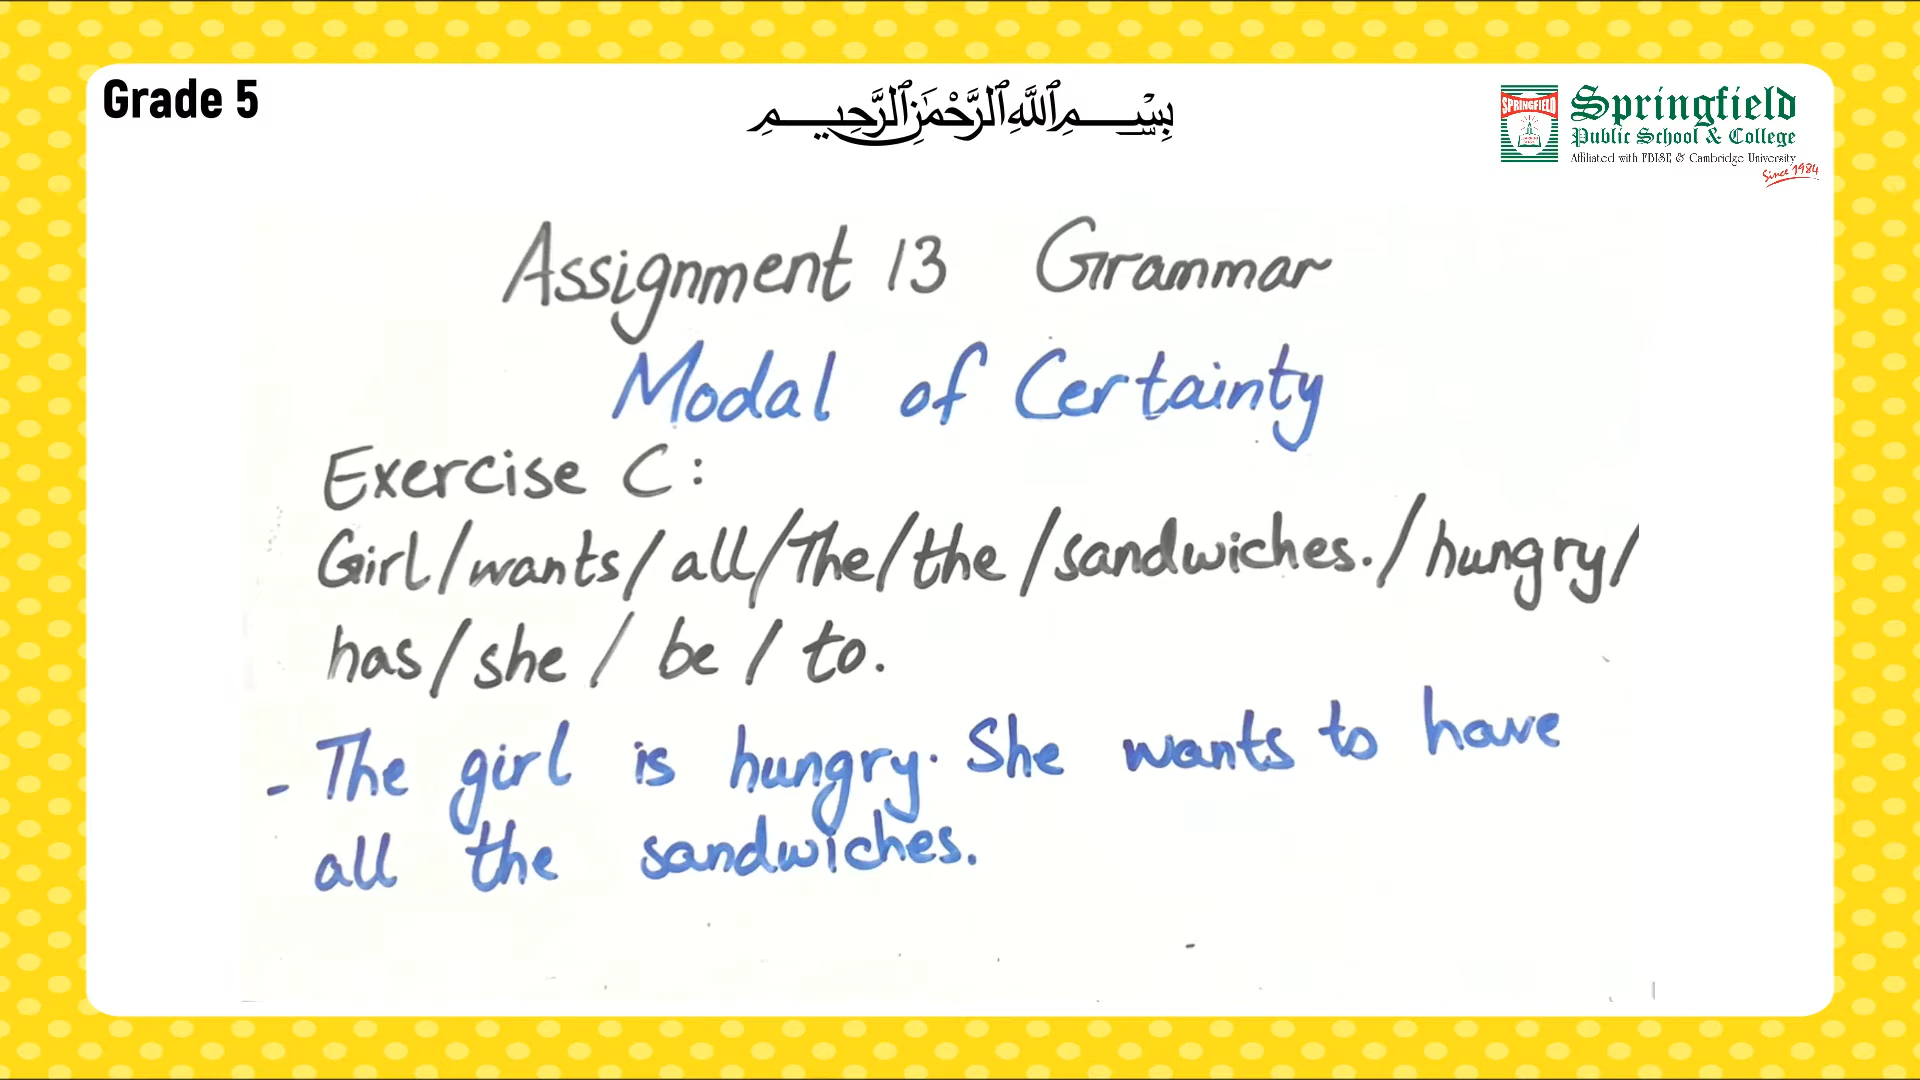 Grade 5
بِسْمِ ٱللَّٰهِ ٱلرَّحْمَٰنِ ٱلرَّحِيمِ
SPRINGFIELD
Springfield
Public School & College
Affiliated with FBISE & Cambridge University
Since 1984
Assignment 13 Grammar
Modal of Certainty
Exercise C:
Girl/wants/all/The/the/sandwiches./hungry/
has/she/be/to.
- The girl is hungry. She wants to have
all the sandwiches.